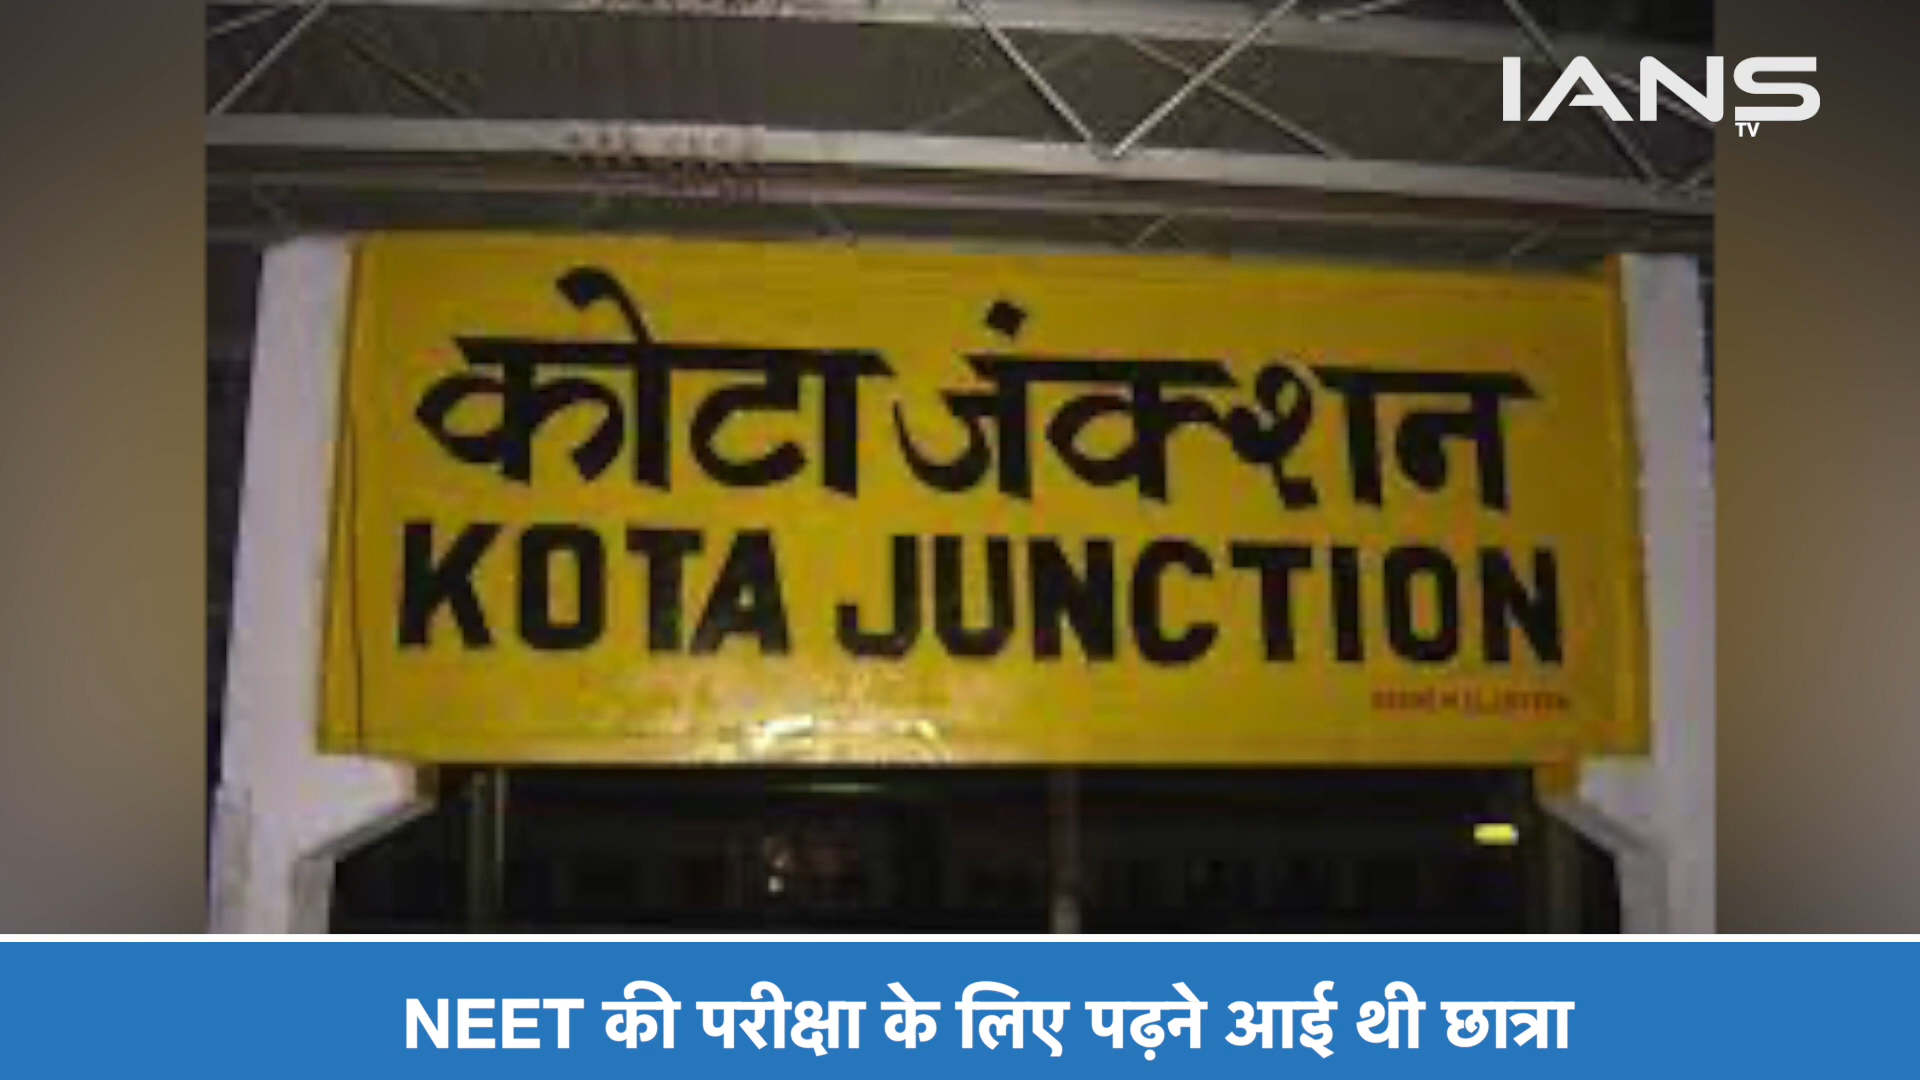 IANS
TV
कोटा जंक्शन
KOTA JUNCTION
NEET की परीक्षा के लिए पढ़ने आई थी छात्रा